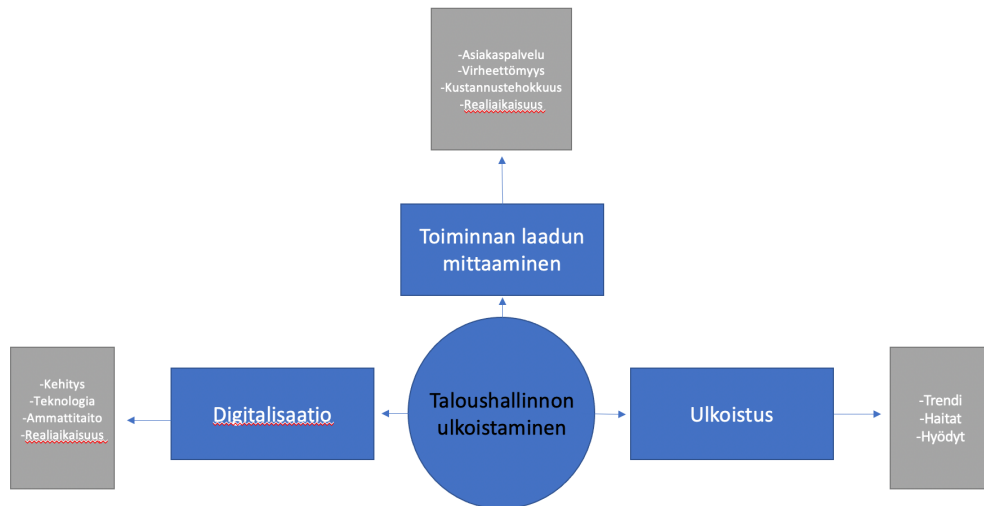 -Asiakaspalvelu
-Virheettömyys
-Kustannustehokkuus
-Realiaikaisuus
Toiminnan laadun
mittaaminen
-Kehitys
-Teknologia
-Ammattitaito
-Realiaikaisuus
Digitalisaatio
Taloushallinnon
ulkoistaminen
Ulkoistus
-Trendi
-Haitat
-Hyödyt